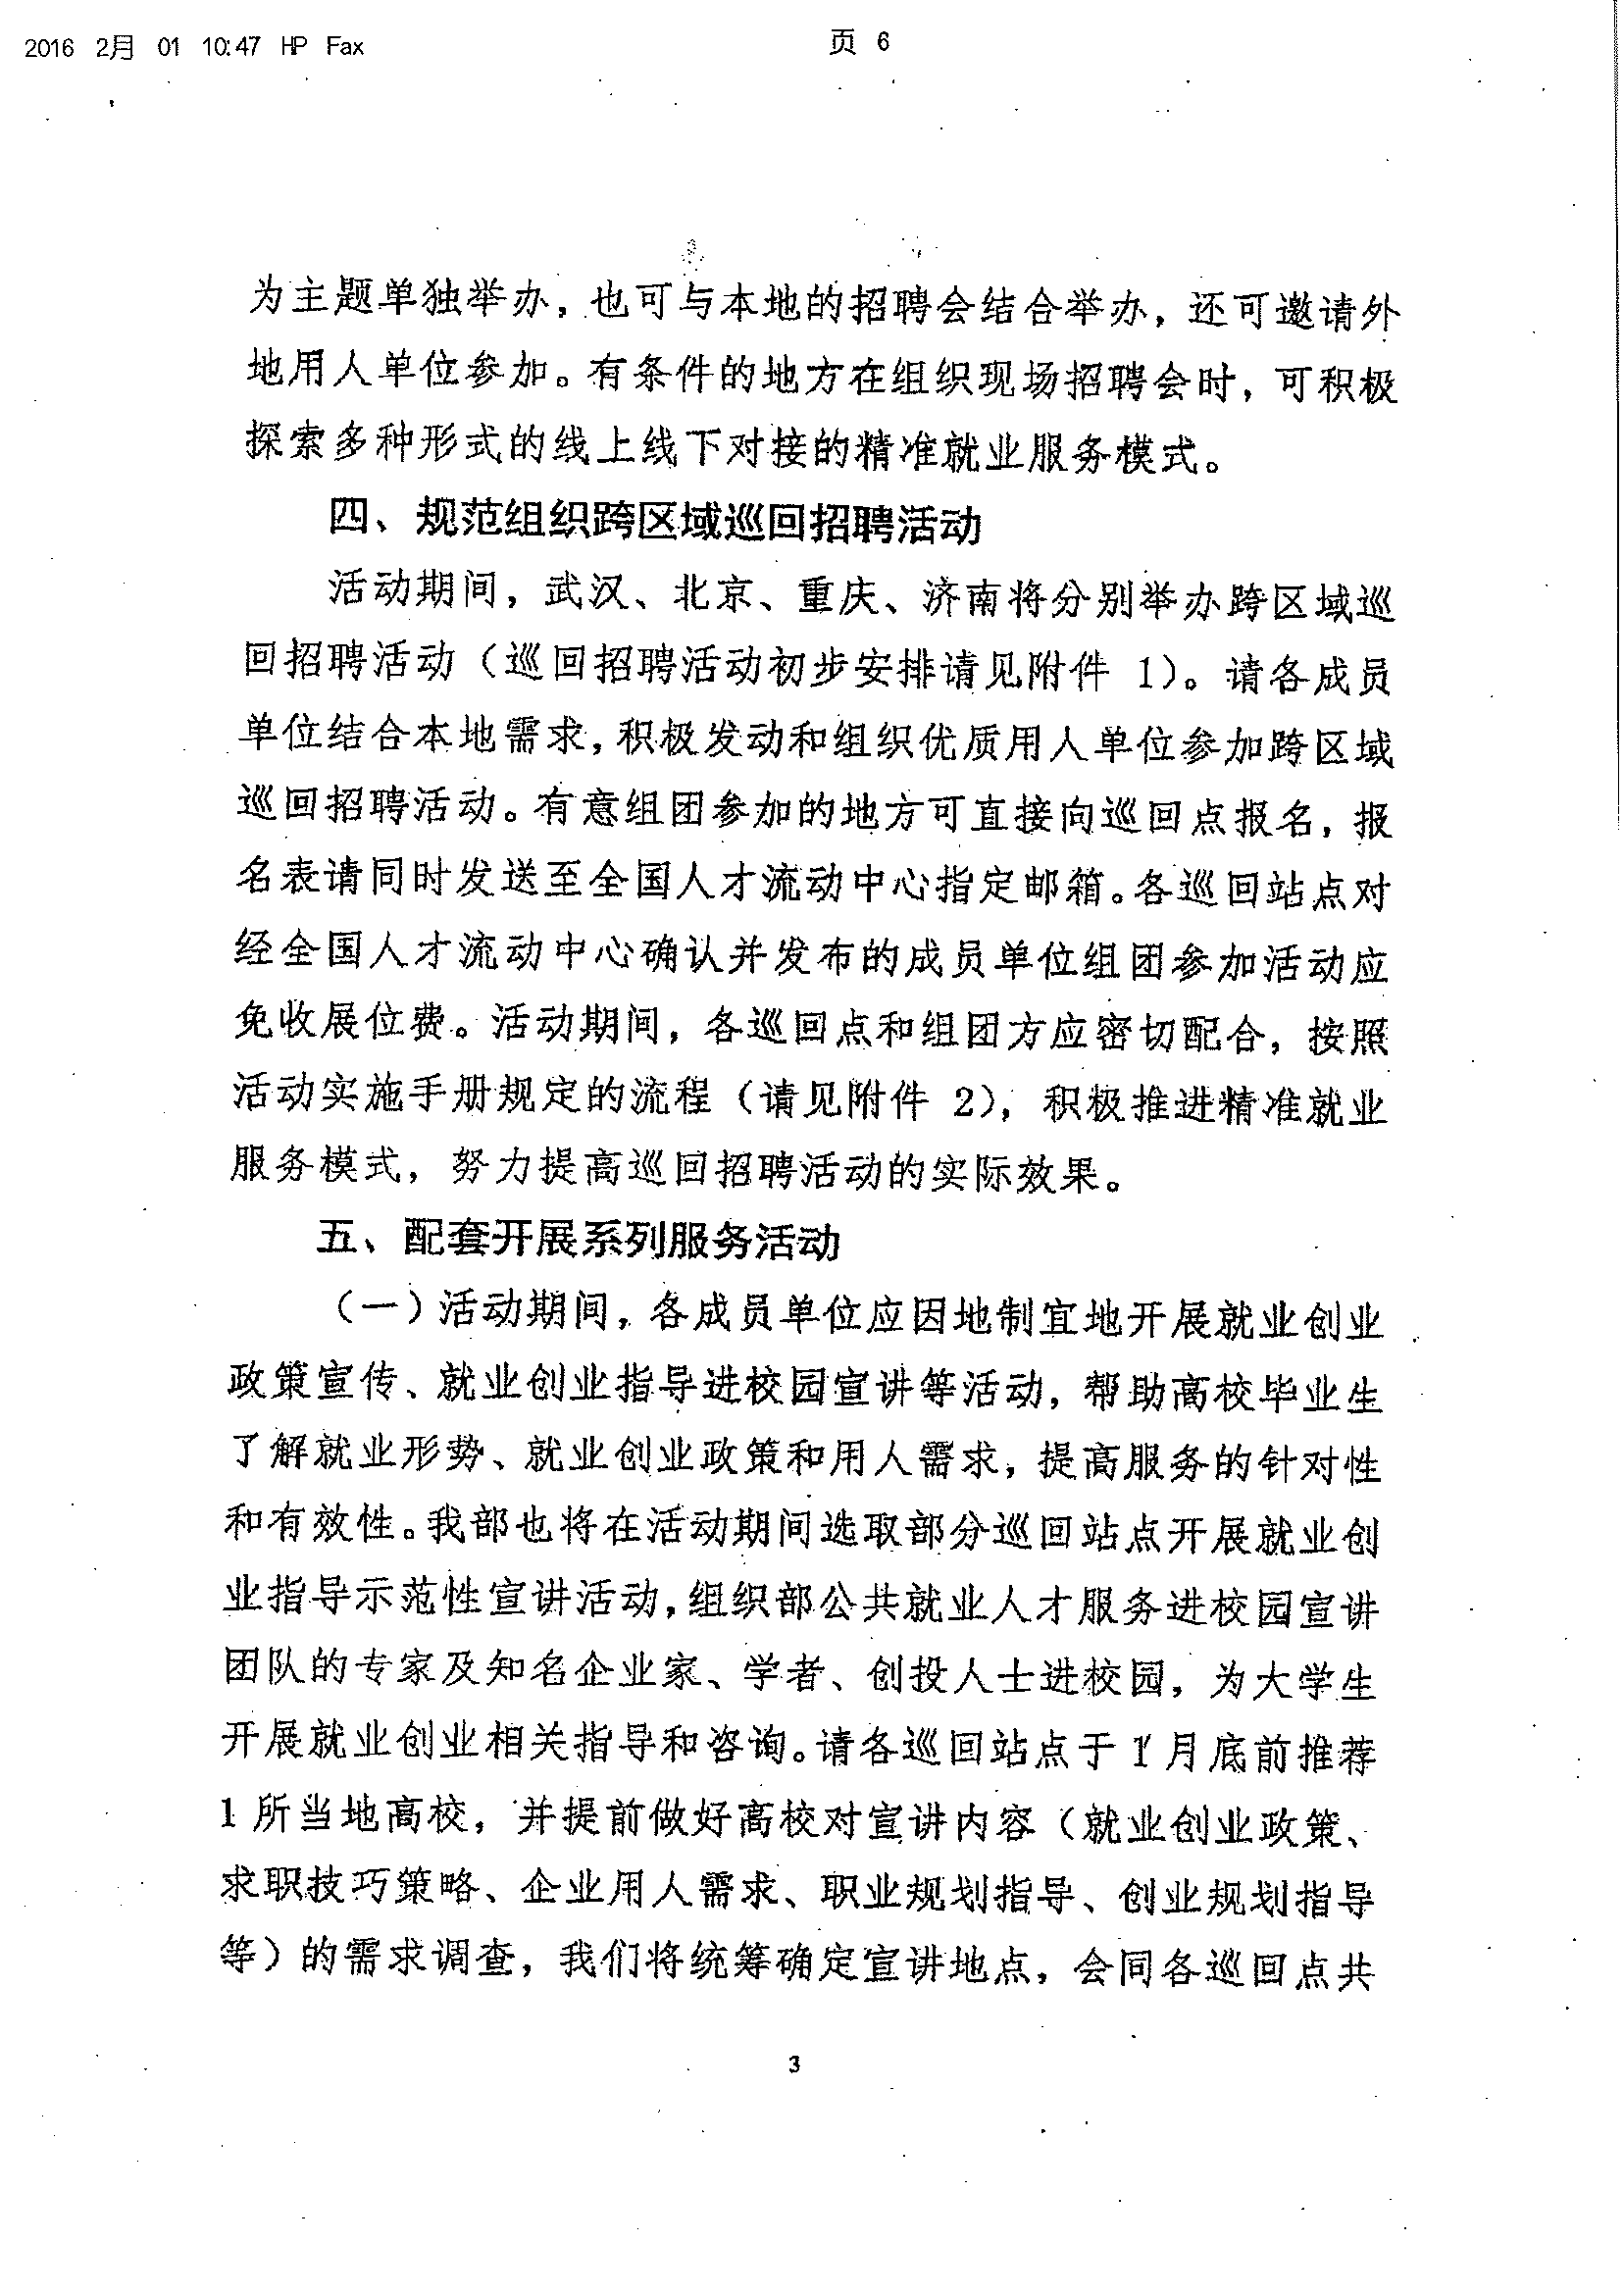 2016 2月 01 10:47 HP Fax 页 6
为主题单独举办，也可与本地的招聘会结合举办，还可邀请外
地用人单位参加。有条件的地方在组织现场招聘会时，可积极
探索多种形式的线上线下对接的精准就业服务模式。
四、规范组织跨区域巡回招聘活动
活动期间，武汉、北京、重庆、济南将分别举办跨区域巡
回招聘活动（巡回招聘活动初步安排请见附件 1）。请各成员
单位结合本地需求，积极发动和组织优质用人单位参加跨区域
巡回招聘活动。有意组团参加的地方可直接向巡回点报名，报
名表请同时发送至全国人才流动中心指定邮箱。各巡回站点对
经全国人才流动中心确认并发布的成员单位组团参加活动应
免收展位费。活动期间，各巡回点和组团方应密切配合，按照
活动实施手册规定的流程（请见附件 2），积极推进精准就业
服务模式，努力提高巡回招聘活动的实际效果。
五、配套开展系列服务活动
（一）活动期间，各成员单位应因地制宜地开展就业创业
政策宣传、就业创业指导进校园宣讲等活动，帮助高校毕业生
了解就业形势、就业创业政策和用人需求，提高服务的针对性
和有效性。我部也将在活动期间选取部分巡回站点开展就业创
业指导示范性宣讲活动，组织部公共就业人才服务进校园宣讲
团队的专家及知名企业家、学者、创投人士进校园，为大学生
开展就业创业相关指导和咨询。请各巡回站点于 1 月底前推荐
1 所当地高校，并提前做好高校对宣讲内容（就业创业政策、
求职技巧策略、企业用人需求、职业规划指导、创业规划指导
等）的需求调查，我们将统筹确定宣讲地点，会同各巡回点共
3